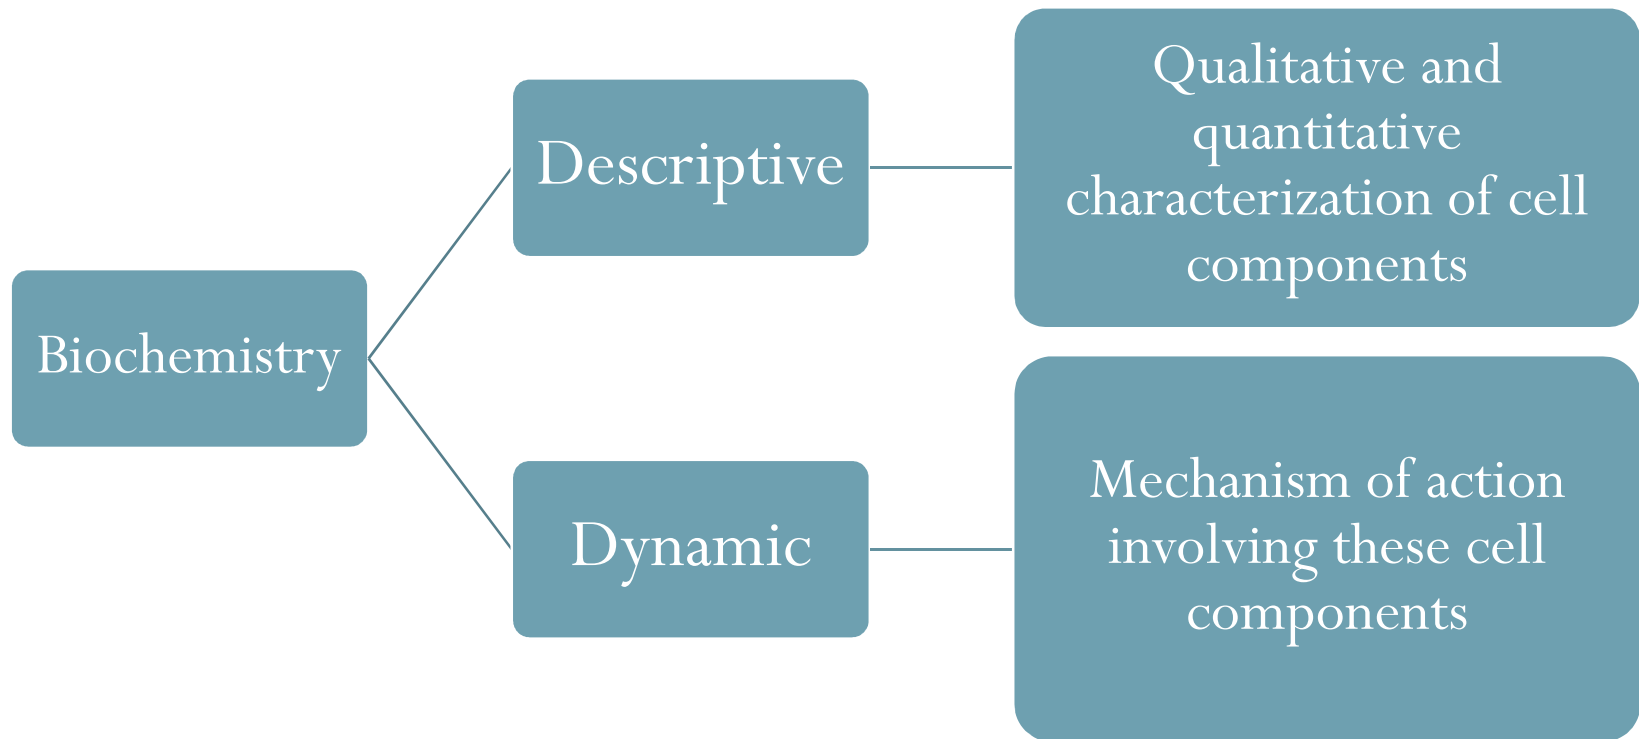 Biochemistry
Descriptive
Qualitative and
quantitative
characterization of cell
components
Dynamic
Mechanism of action
involving these cell
components